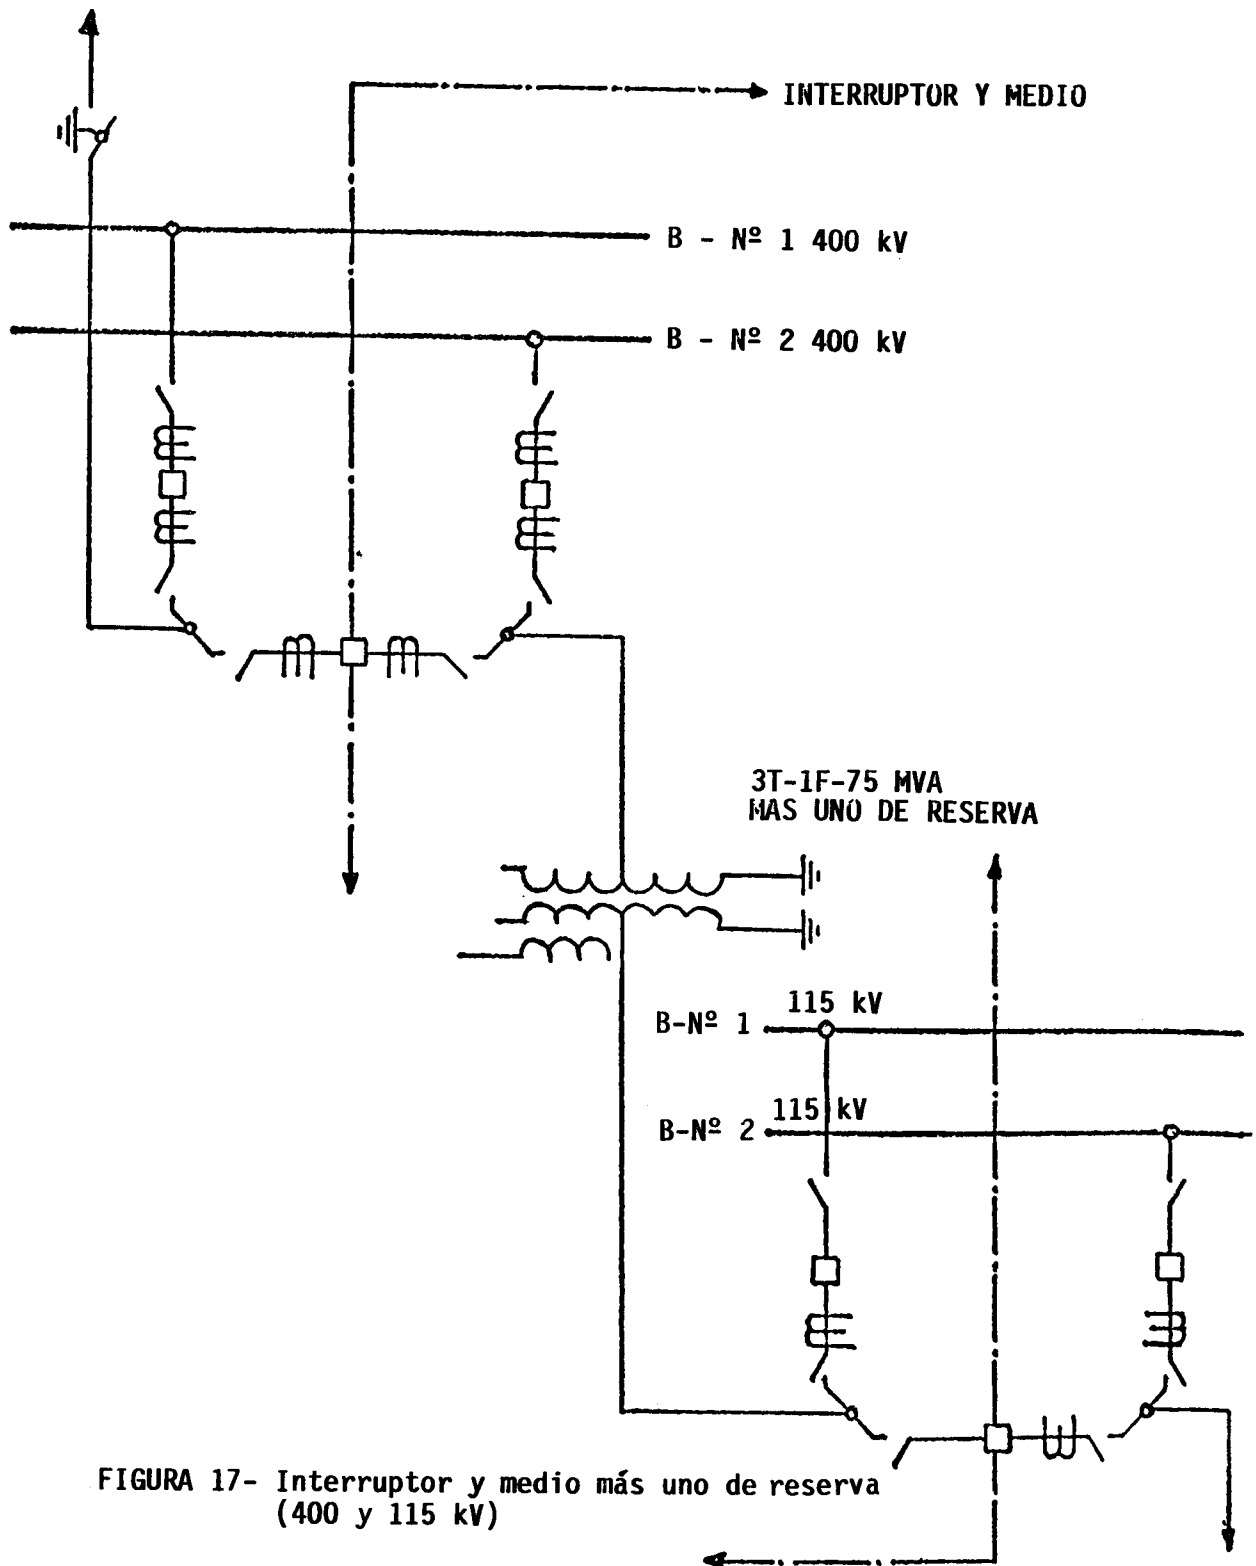 INTERRUPTOR Y MEDIO
B - Nº 1 400 kV
B - Nº 2 400 kV
3T-1F-75 MVA
MAS UNO DE RESERVA
115 kV
B-Nº 1
115 kV
B-Nº 2
FIGURA 17- Interruptor y medio más uno de reserva
(400 y 115 kV)